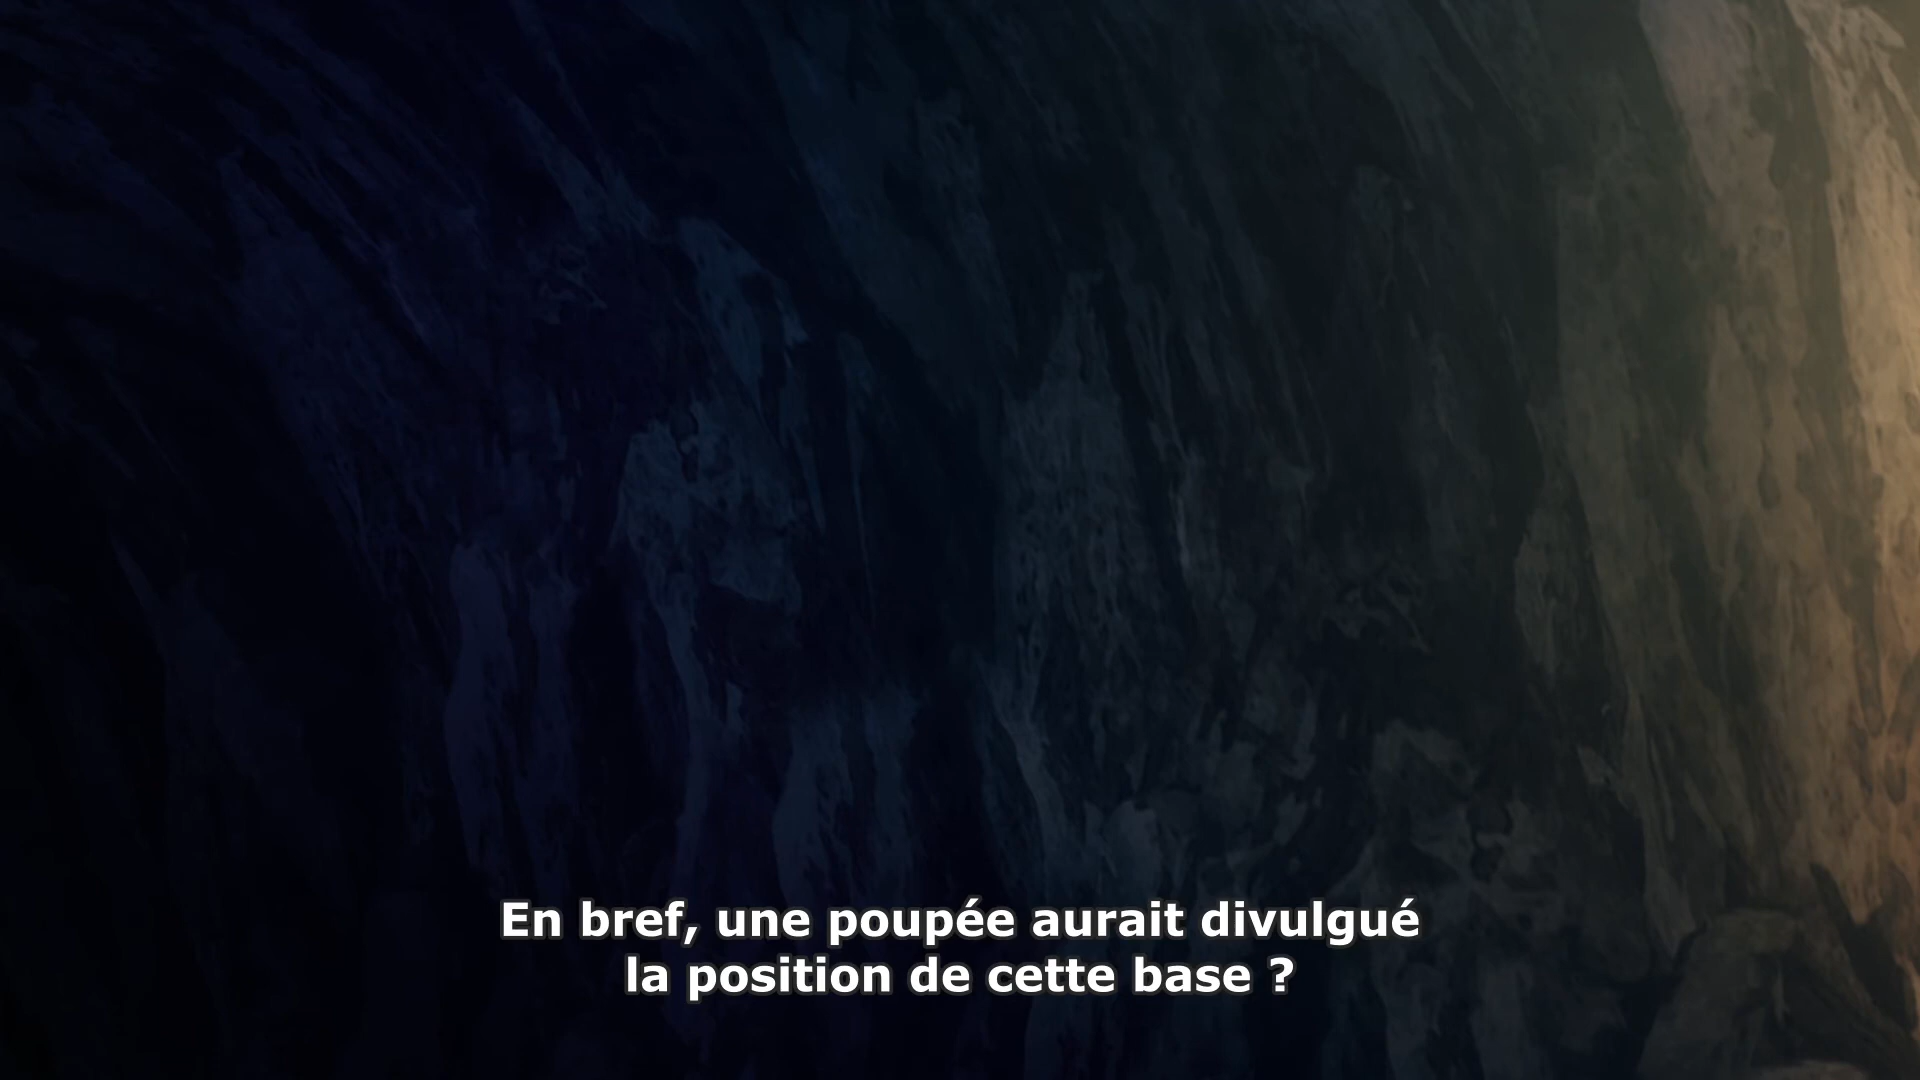 En bref, une poupée aurait divulgué
la position de cette base ?